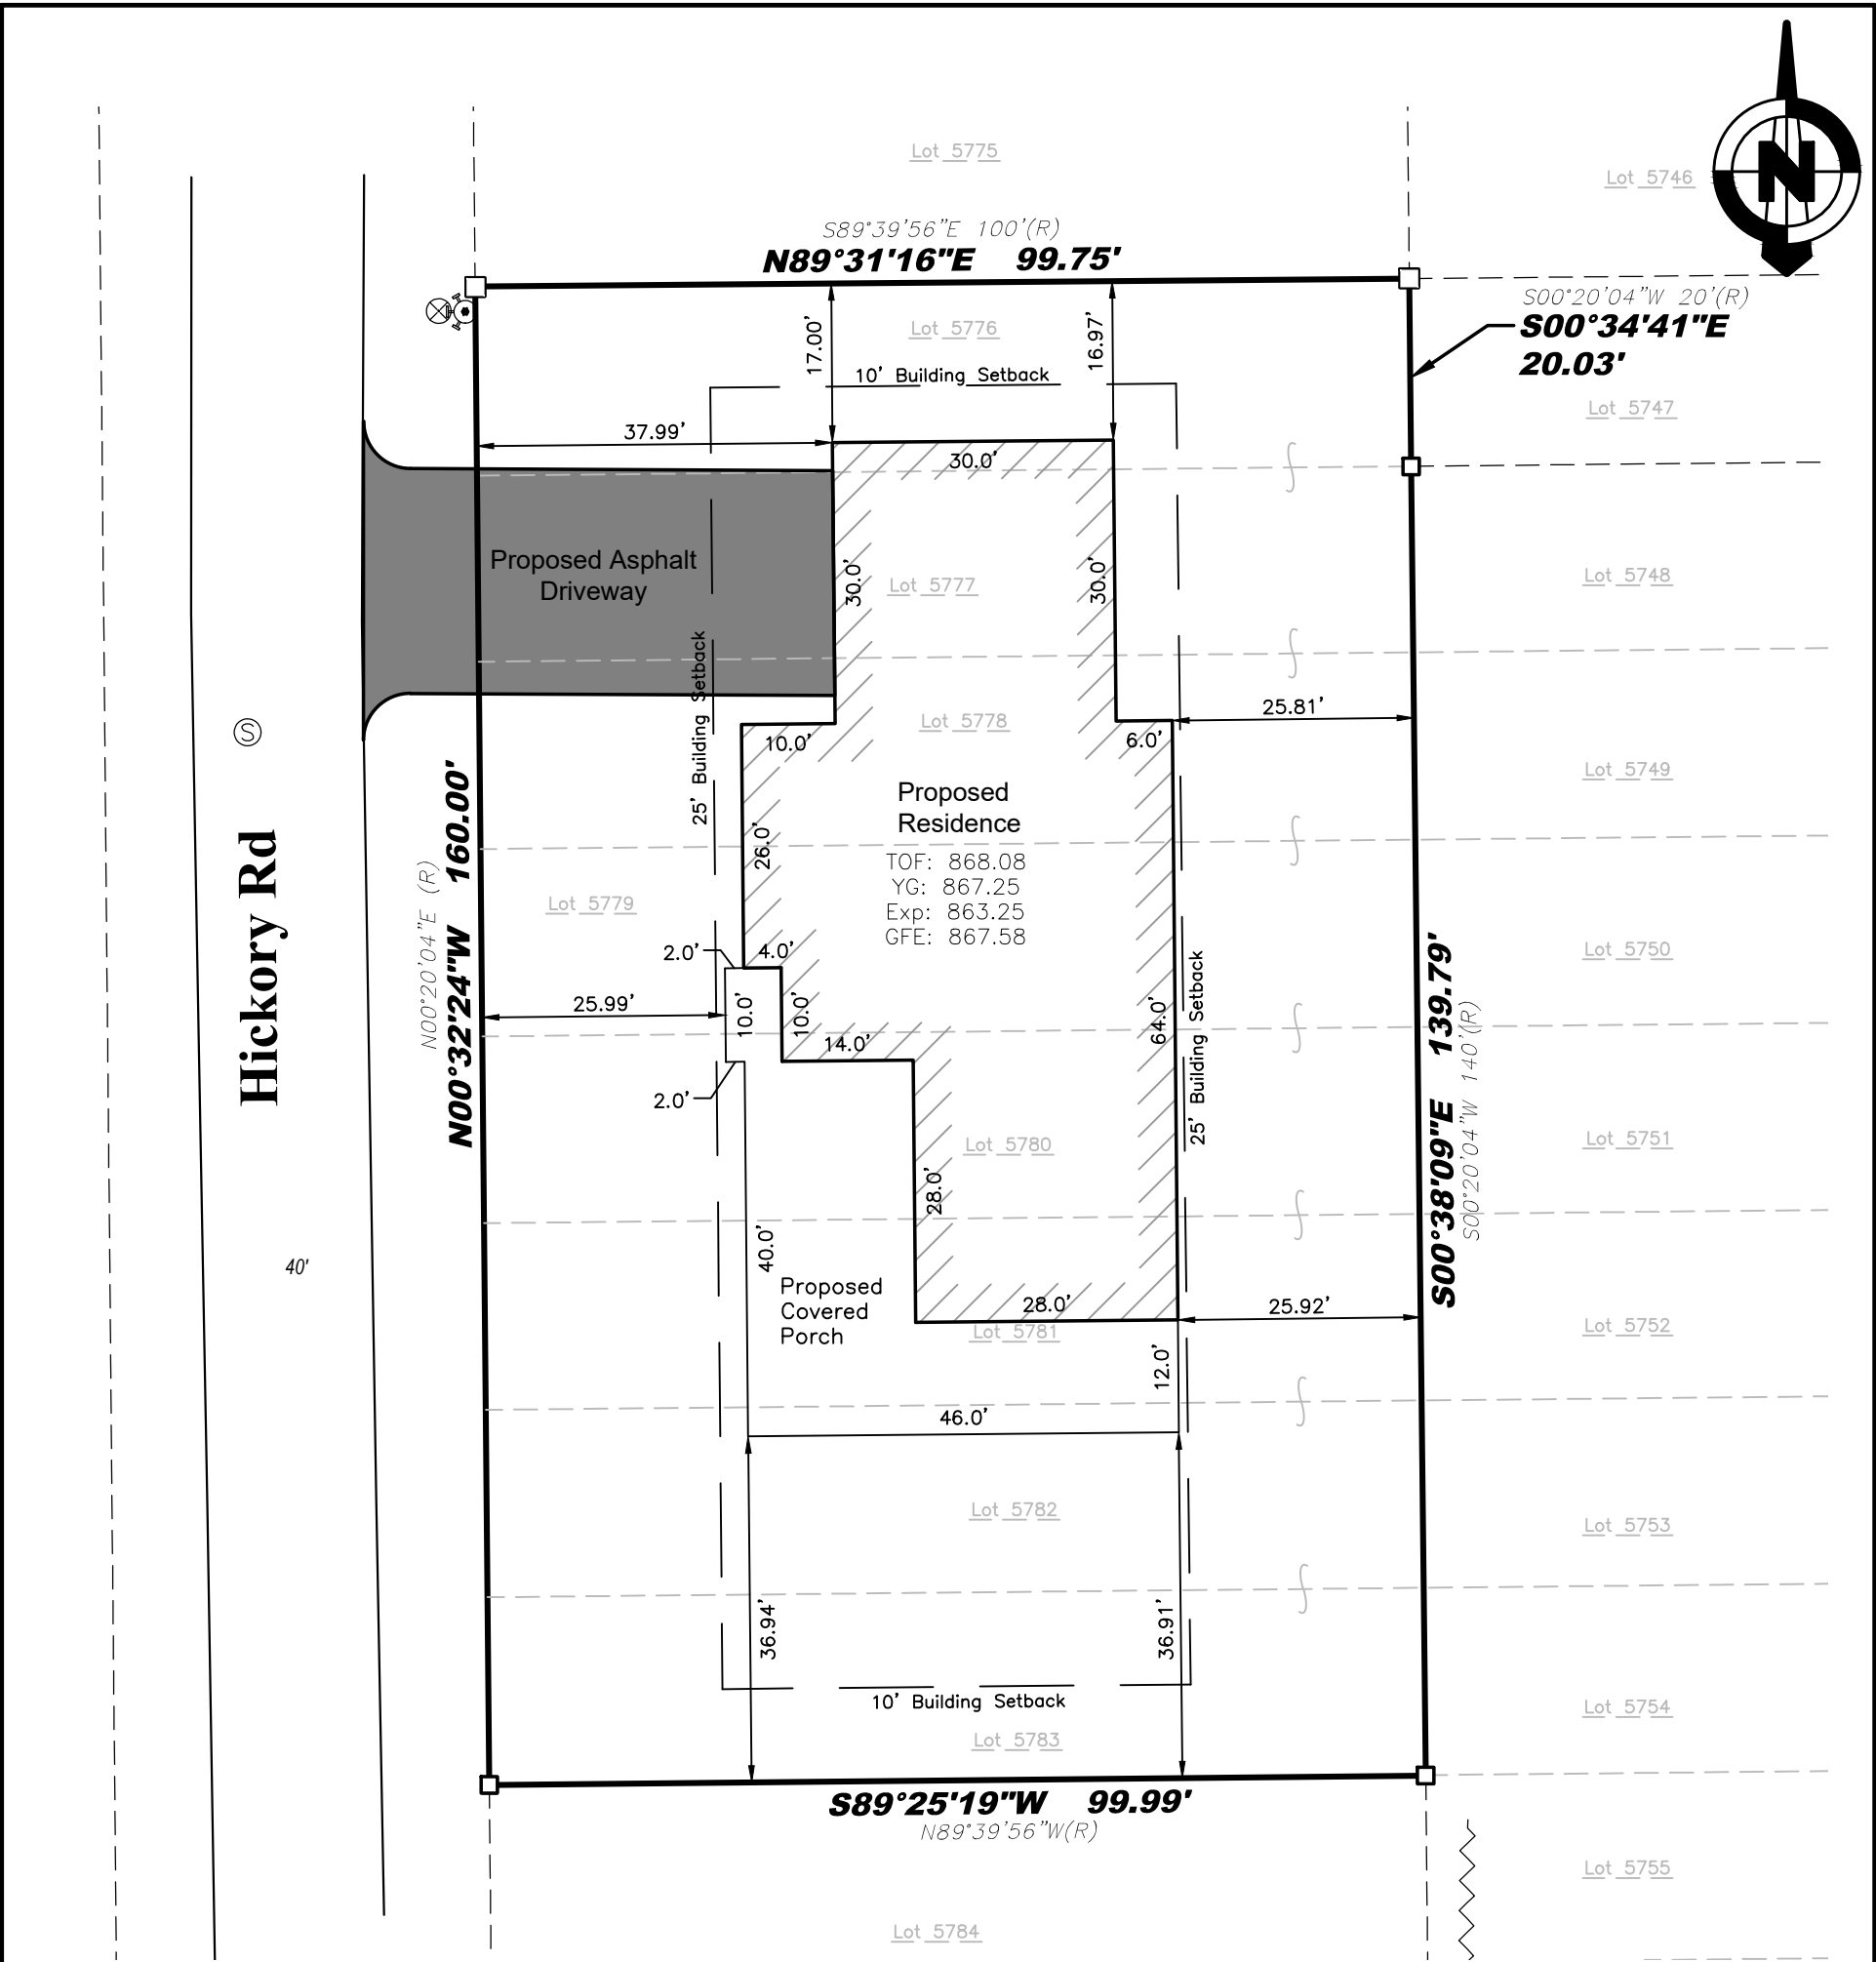 N
Lot 5775
Lot 5746
S89°39'56"E 100'(R)
N89°31'16"E 99.75'
S00°20'04"W 20'(R)
S00°34'41"E
20.03'
17.00'
Lot 5776
16.97'
10' Building Setback
Lot 5747
37.99'
30.0'
Proposed Asphalt
Driveway
30.0'
Lot 5777
30.0'
Lot 5748
25' Building Setback
S
10.0'
Lot 5778
6.0'
25.81'
Lot 5749
Proposed
Residence
TOF: 868.08
YG: 867.25
Exp: 863.25
GFE: 867.58
26.0'
Hickory Rd
N00°20'04"E (R)
N00°32'24"W 160.00'
Lot 5779
2.0'
4.0'
25.99'
10.0'
10.0'
14.0'
64.0'
25' Building Setback
S00°38'09"E 139.79'
S00°20'04"W 140'(R)
Lot 5750
2.0'
Lot 5780
Lot 5751
28.0'
40.0'
40'
Proposed
Covered
Porch
28.0'
25.92'
Lot 5781
Lot 5752
12.0'
46.0'
Lot 5782
Lot 5753
36.94'
36.91'
10' Building Setback
Lot 5754
Lot 5783
S89°25'19"W 99.99'
N89°39'56"W(R)
Lot 5755
Lot 5784